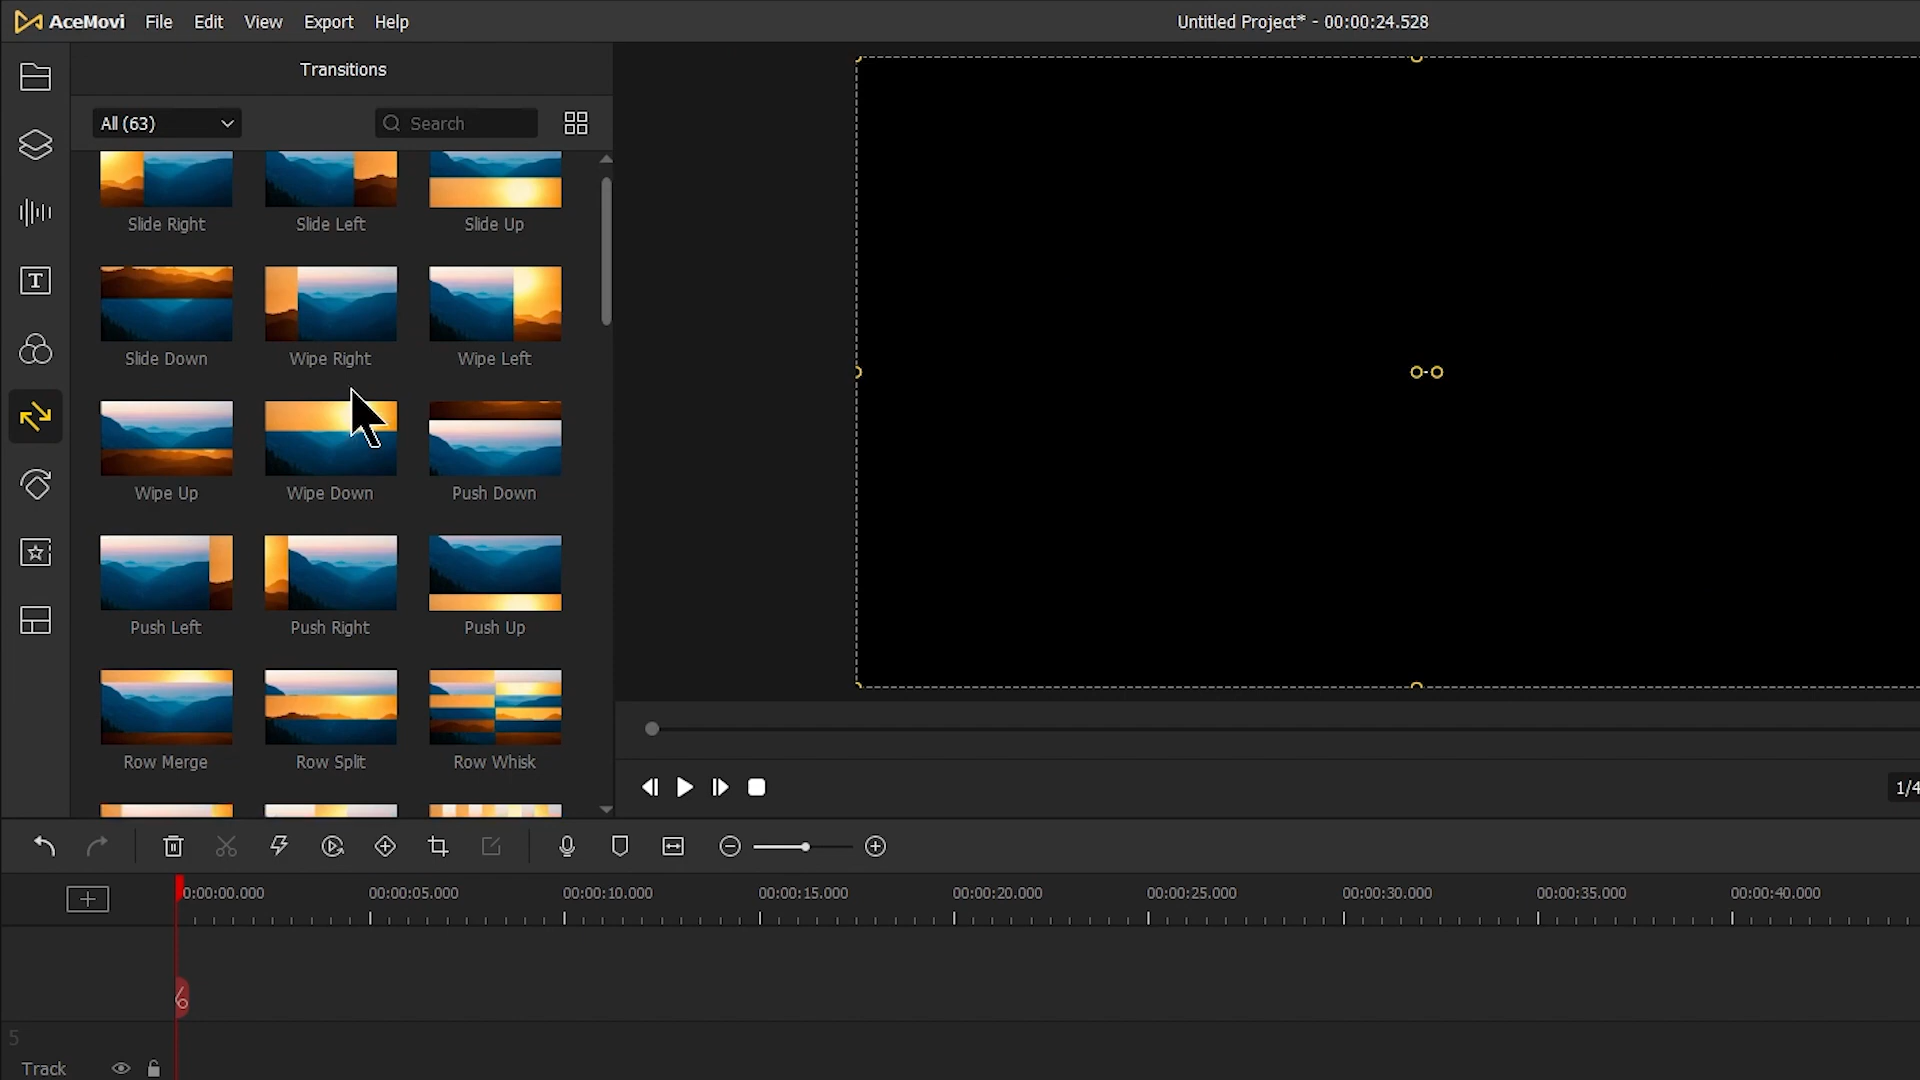 AceMovi File Edit View Export Help
Untitled Project* - 00:00:24.528
Transitions
All (63)
Search
Slide Right Slide Left Slide Up
Slide Down Wipe Right Wipe Left
Wipe Up Wipe Down Push Down
Push Left Push Right Push Up
Row Merge Row Split Row Whisk
1/4
0:00:00.000 00:00:05.000 00:00:10.000 00:00:15.000 00:00:20.000 00:00:25.000 00:00:30.000 00:00:35.000 00:00:40.000
5
Track